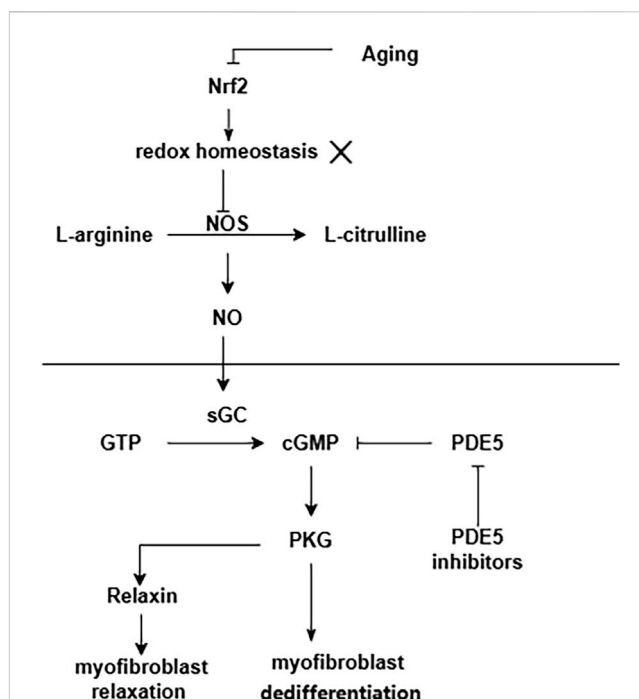 Aging
Nrf2
redox homeostasis
NOS
L-arginine
L-citrulline
NO
sGC
GTP
cGMP
PDE5
PKG
PDE5
inhibitors
Relaxin
myofibroblast
relaxation
myofibroblast
dedifferentiation